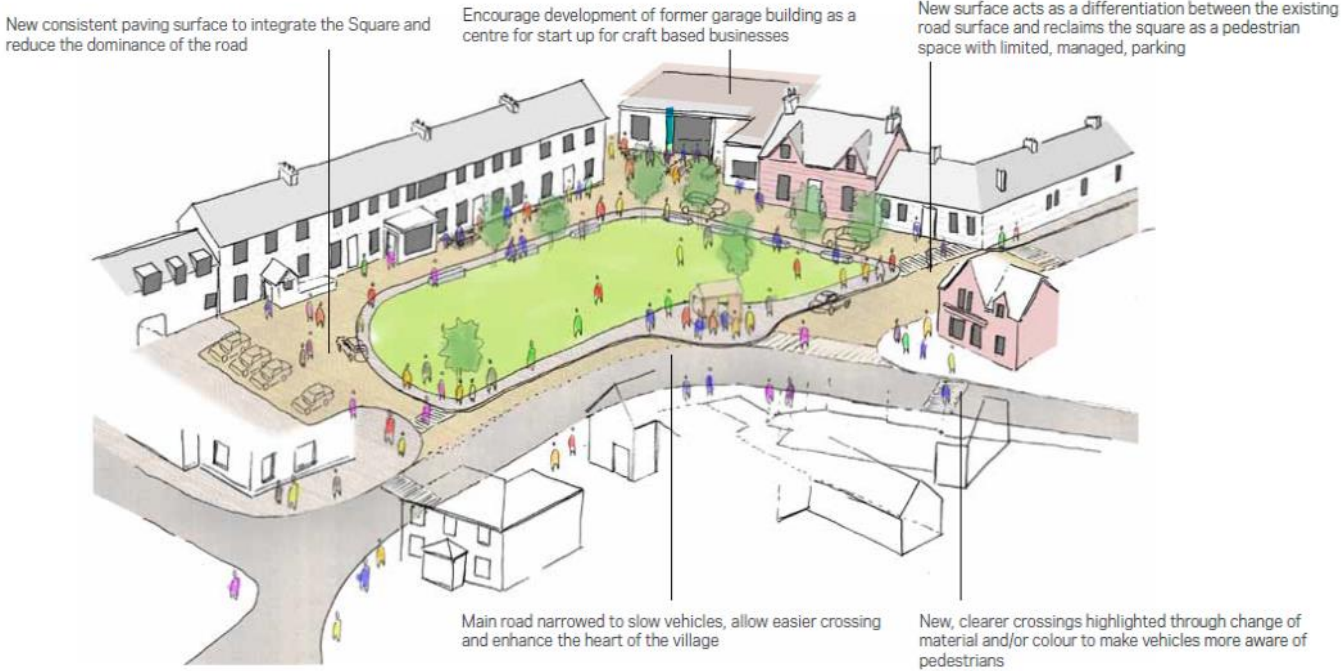 New consistent paving surface to integrate the Square and
reduce the dominance of the road
Encourage development of former garage building as a
centre for start up for craft based businesses
New surface acts as a differentiation between the existing
road surface and reclaims the square as a pedestrian
space with limited, managed, parking
Main road narrowed to slow vehicles, allow easier crossing
and enhance the heart of the village
New, clearer crossings highlighted through change of
material and/or colour to make vehicles more aware of
pedestrians